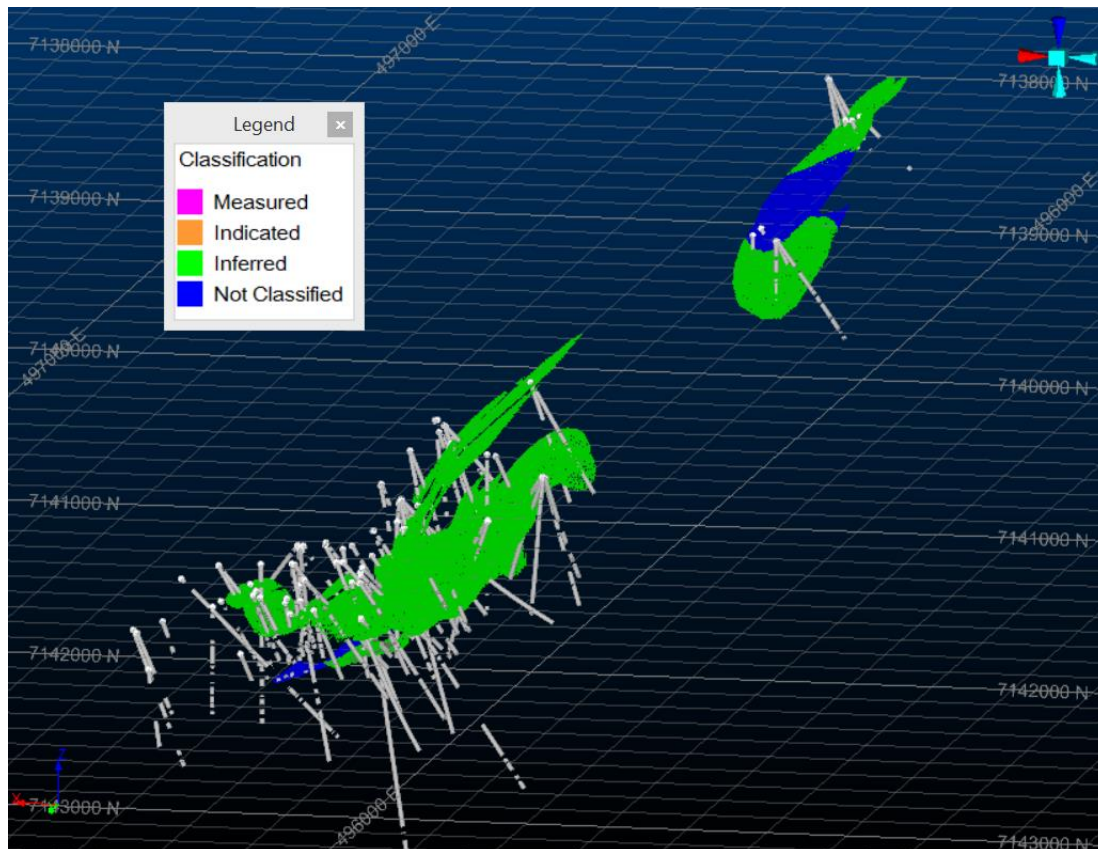 7138000 N
497000 E
7138000 N
Legend
x
Classification
Measured
Indicated
Inferred
Not Classified
7139000 N
496000 E
7139000 N
497000 E
7140000 N
7140000 N
7141000 N
7141000 N
7142000 N
7142000 N
Z
X
7143000 N
496000 E
7143000 N